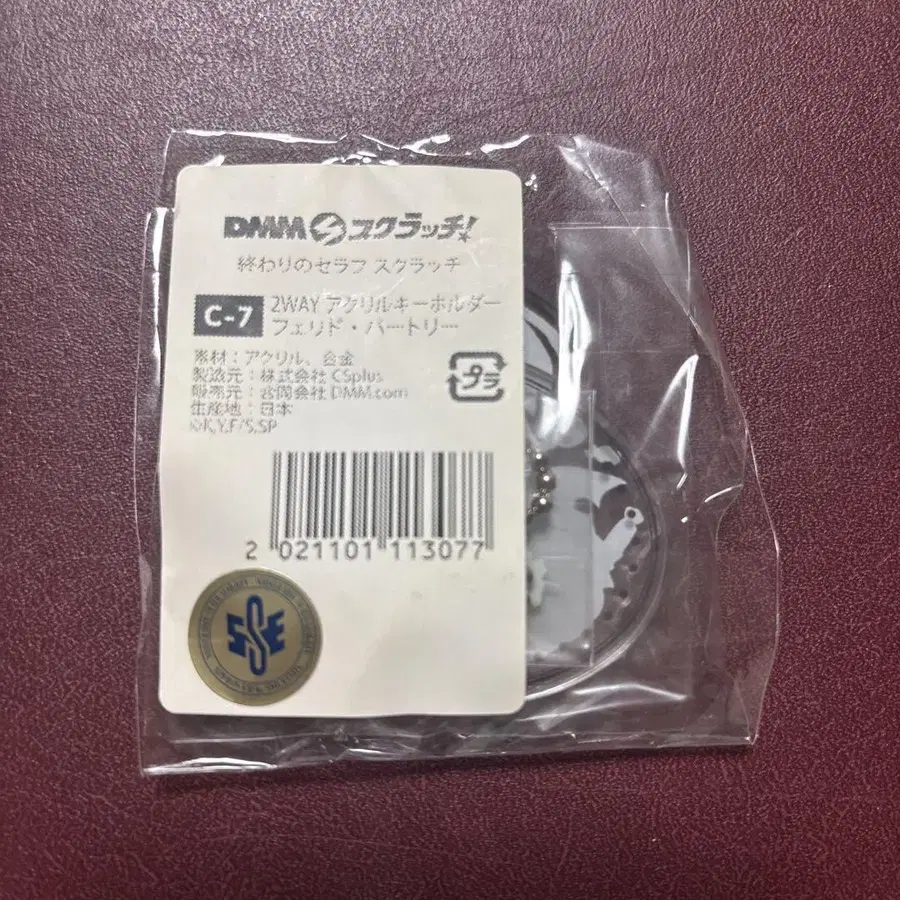 DMM スクラッチ!
終わりのセラフ スクラッチ
C-7
2WAY アクリルキーホルダー
フェリド・バートリー
素材：アクリル、合金
製造元：株式会社 CSplus
販売元：合同会社 DMM.com
生産地：日本
©K,Y,F/S,SP
プラ
2 021101 113077
SSE